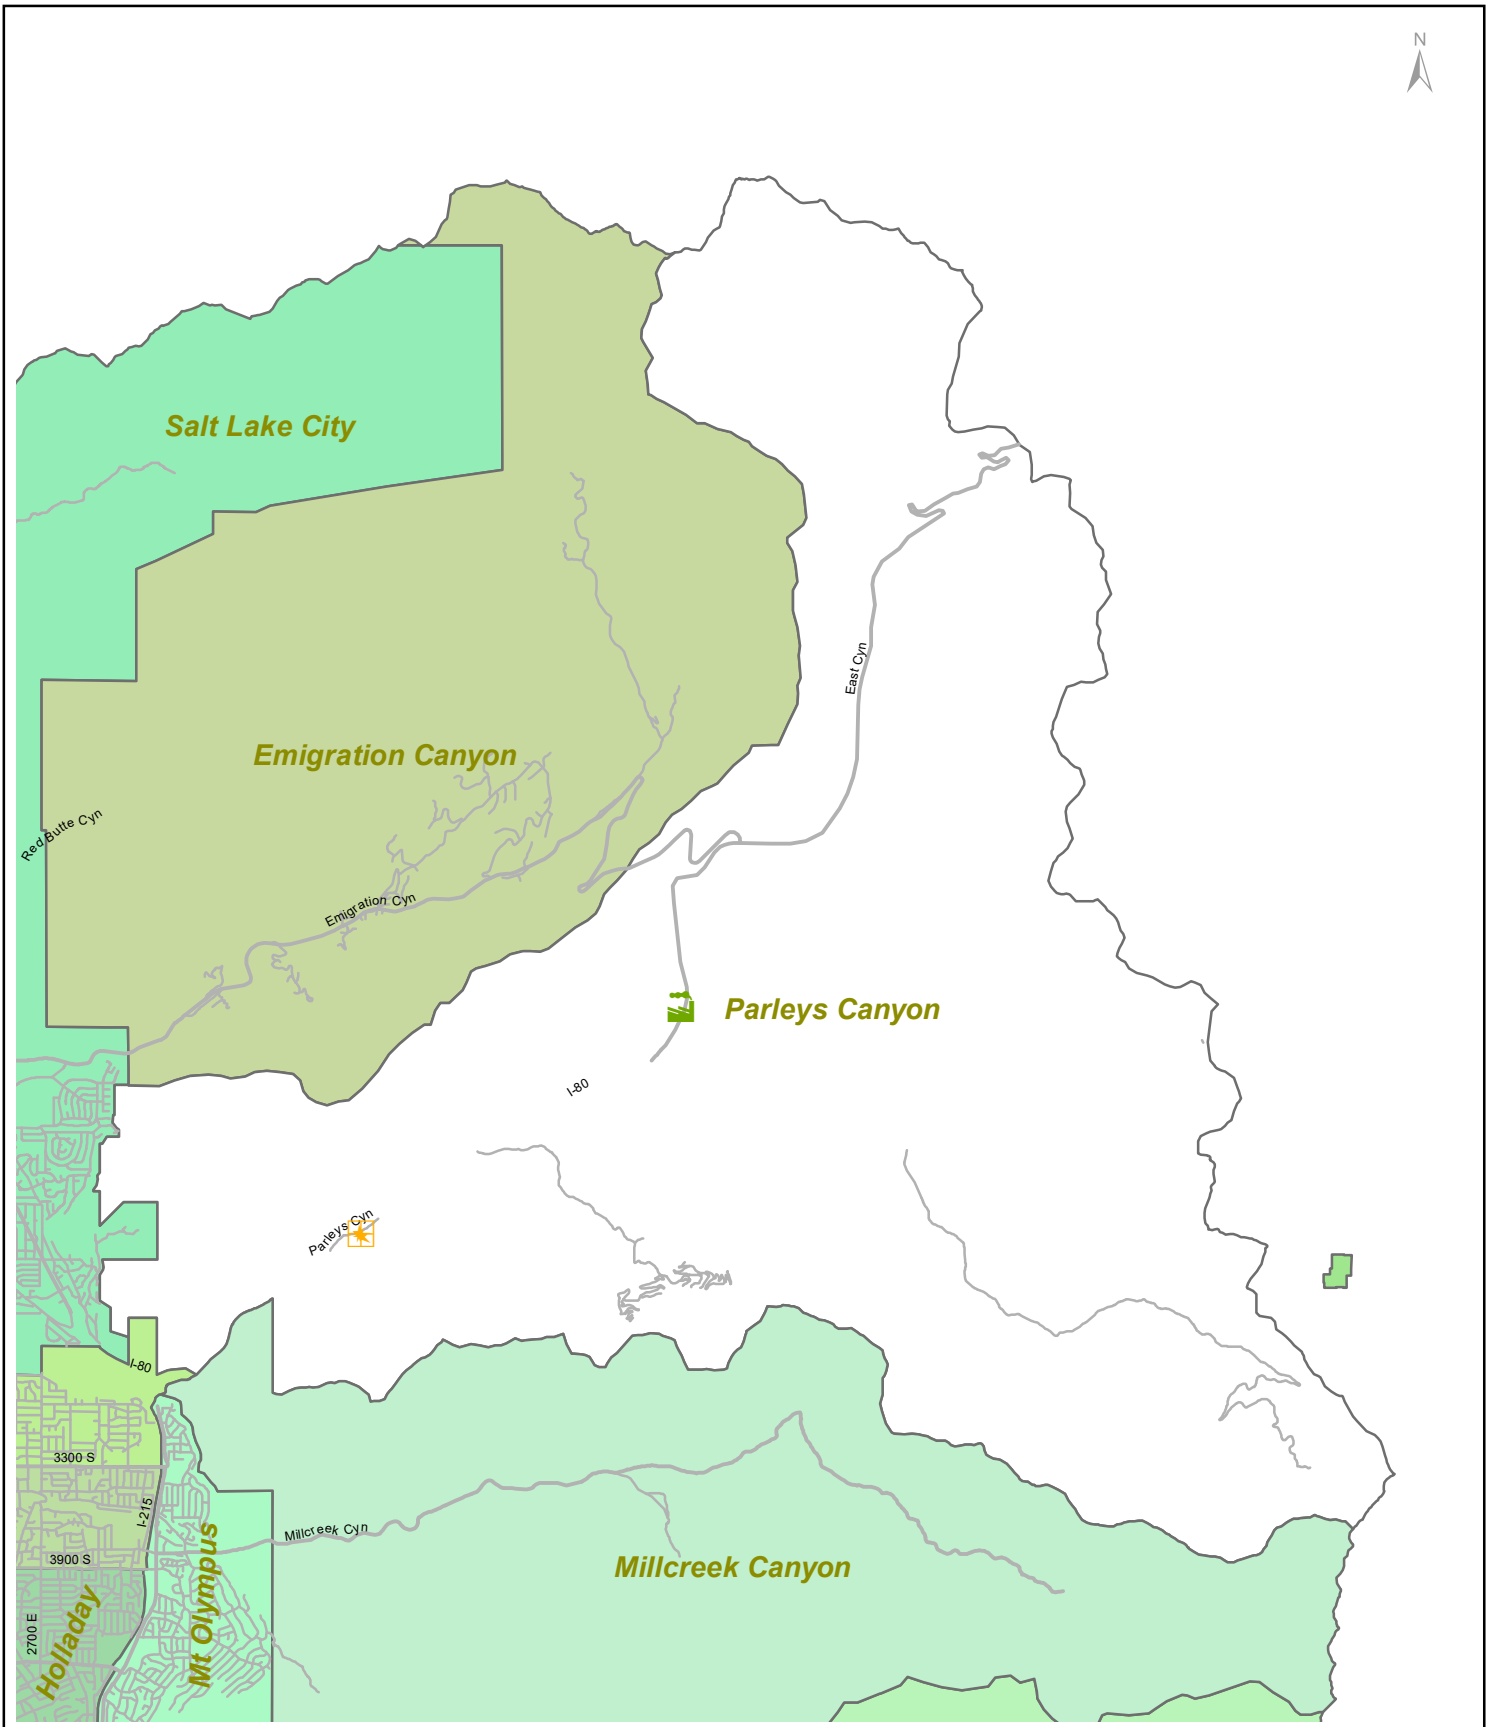 N
Salt Lake City
East Cyn
Emigration Canyon
Red Butte Cyn
Emigration Cyn
Parleys Canyon
I-80
Parleys Cyn
I-80
3300 S
I-215
Millcreek Cyn
3900 S
Millcreek Canyon
Mt Olympus
Holladay
2700 E